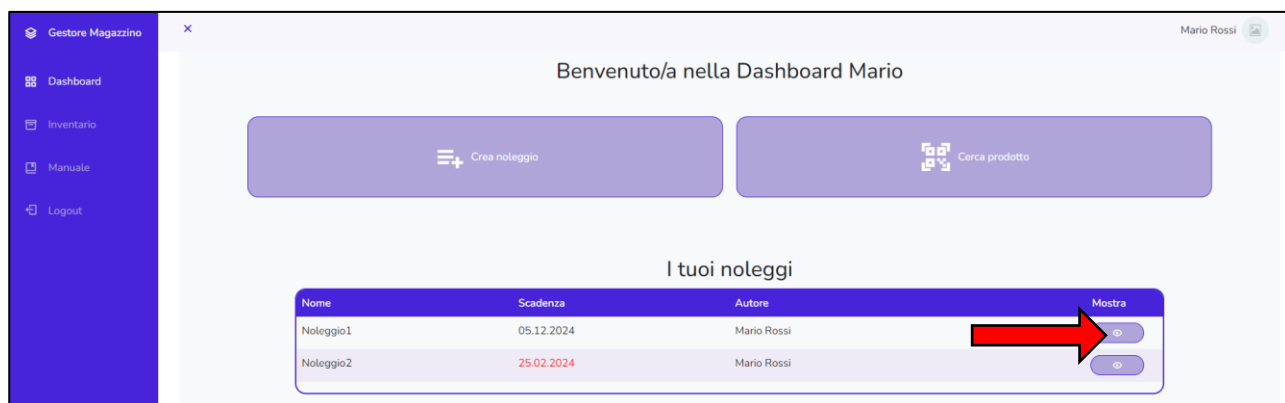 Gestore Magazzino
Mario Rossi
Dashboard
Inventario
Manuale
Logout
Benvenuto/a nella Dashboard Mario
Crea noleggio
Cerca prodotto
I tuoi noleggi
Nome Scadenza Autore Mostra
Noleggio1 05.12.2024 Mario Rossi
Noleggio2 25.02.2024 Mario Rossi